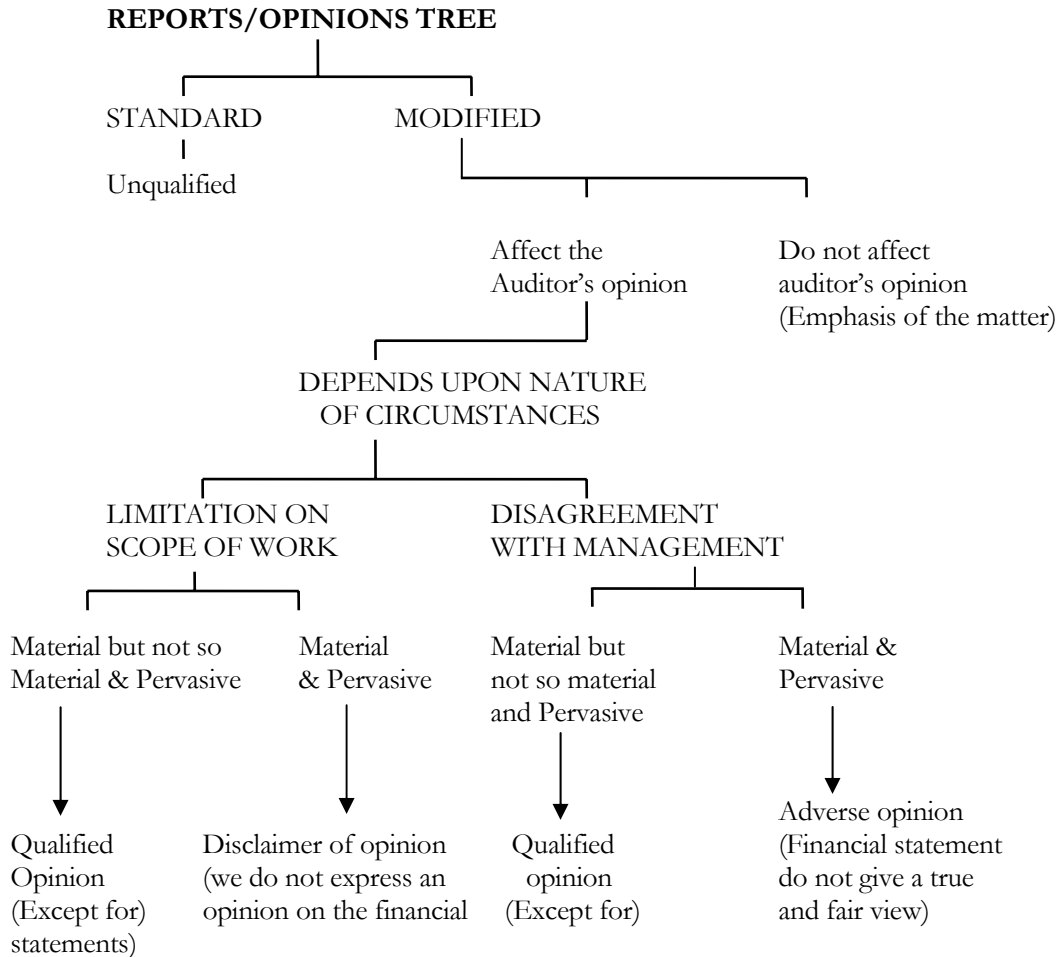 REPORTS/OPINIONS TREE
STANDARD
MODIFIED
Unqualified
Affect the
Auditor’s opinion
Do not affect
auditor’s opinion
(Emphasis of the matter)
DEPENDS UPON NATURE
OF CIRCUMSTANCES
LIMITATION ON
SCOPE OF WORK
DISAGREEMENT
WITH MANAGEMENT
Material but not so
Material & Pervasive
Material
& Pervasive
Material but
not so material
and Pervasive
Material &
Pervasive
Qualified
Opinion
(Except for)
statements)
Disclaimer of opinion
(we do not express an
opinion on the financial
Qualified
opinion
(Except for)
Adverse opinion
(Financial statement
do not give a true
and fair view)